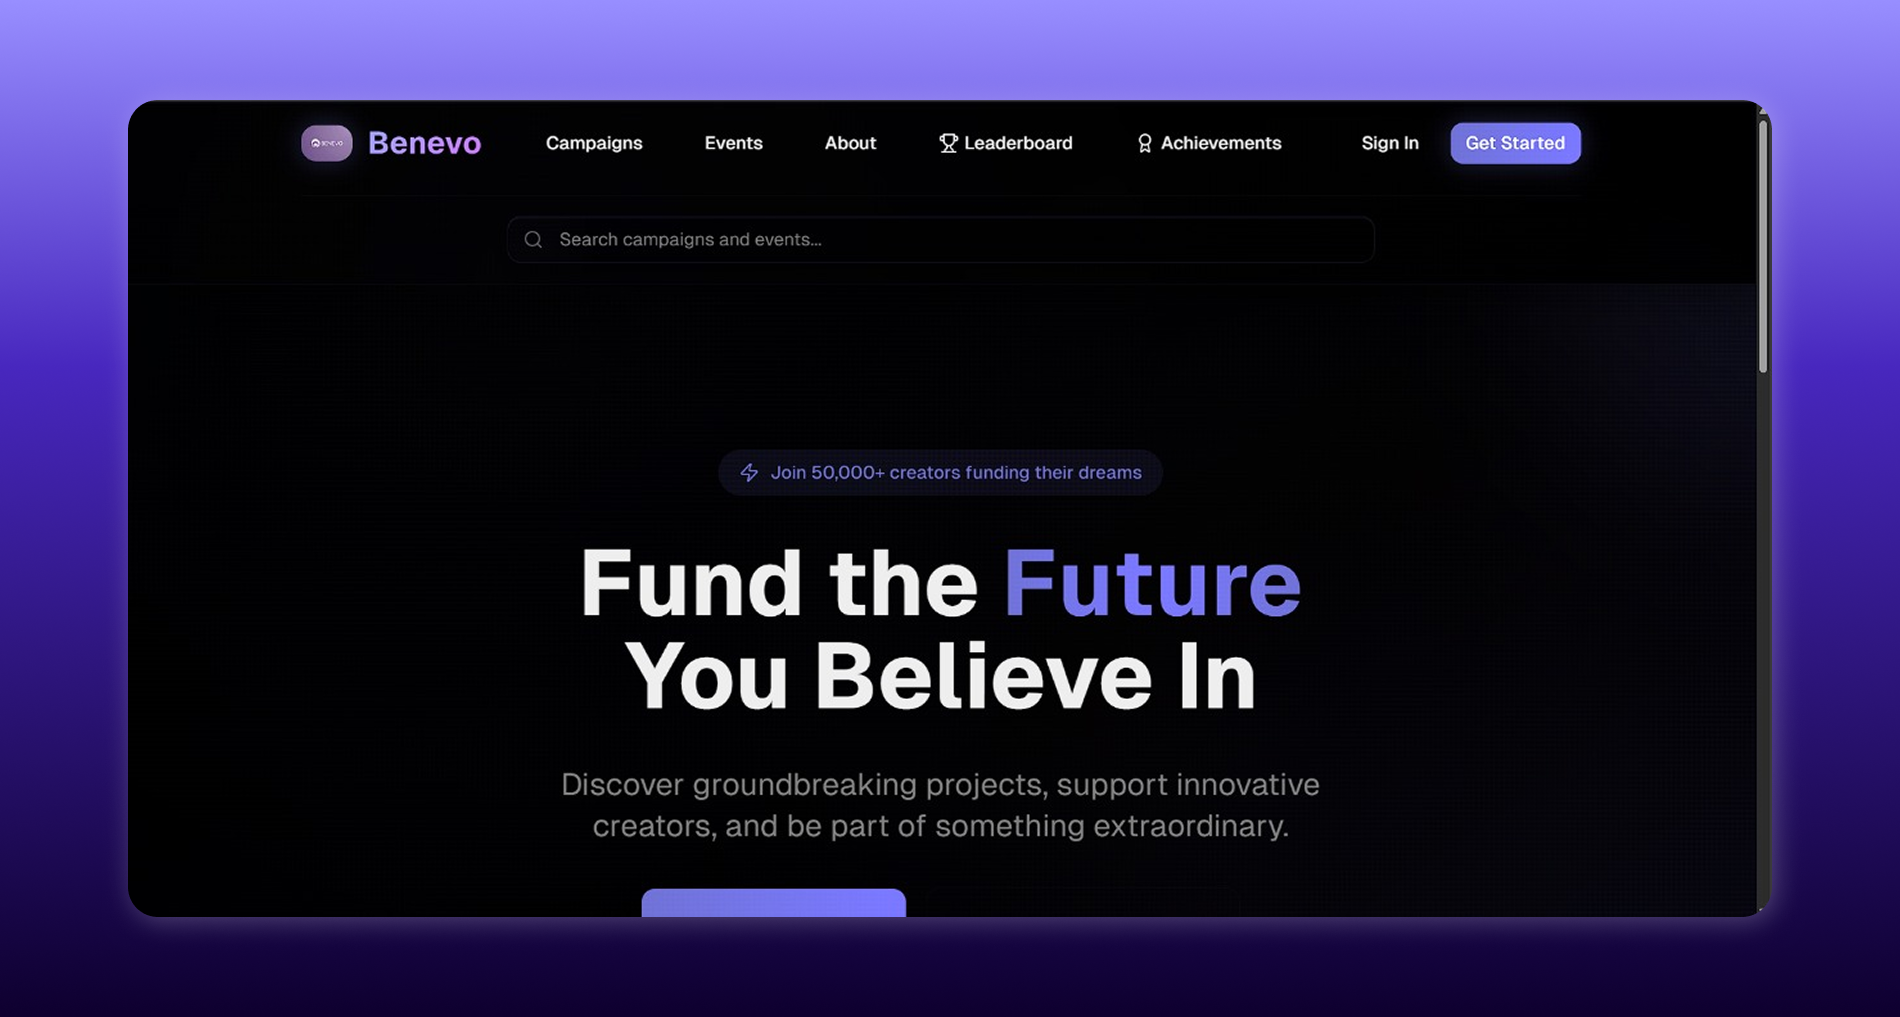 BENEVO
Benevo
Campaigns
Events
About
Leaderboard
Achievements
Sign In
Get Started
Search campaigns and events...
Join 50,000+ creators funding their dreams
Fund the Future
You Believe In
Discover groundbreaking projects, support innovative
creators, and be part of something extraordinary.